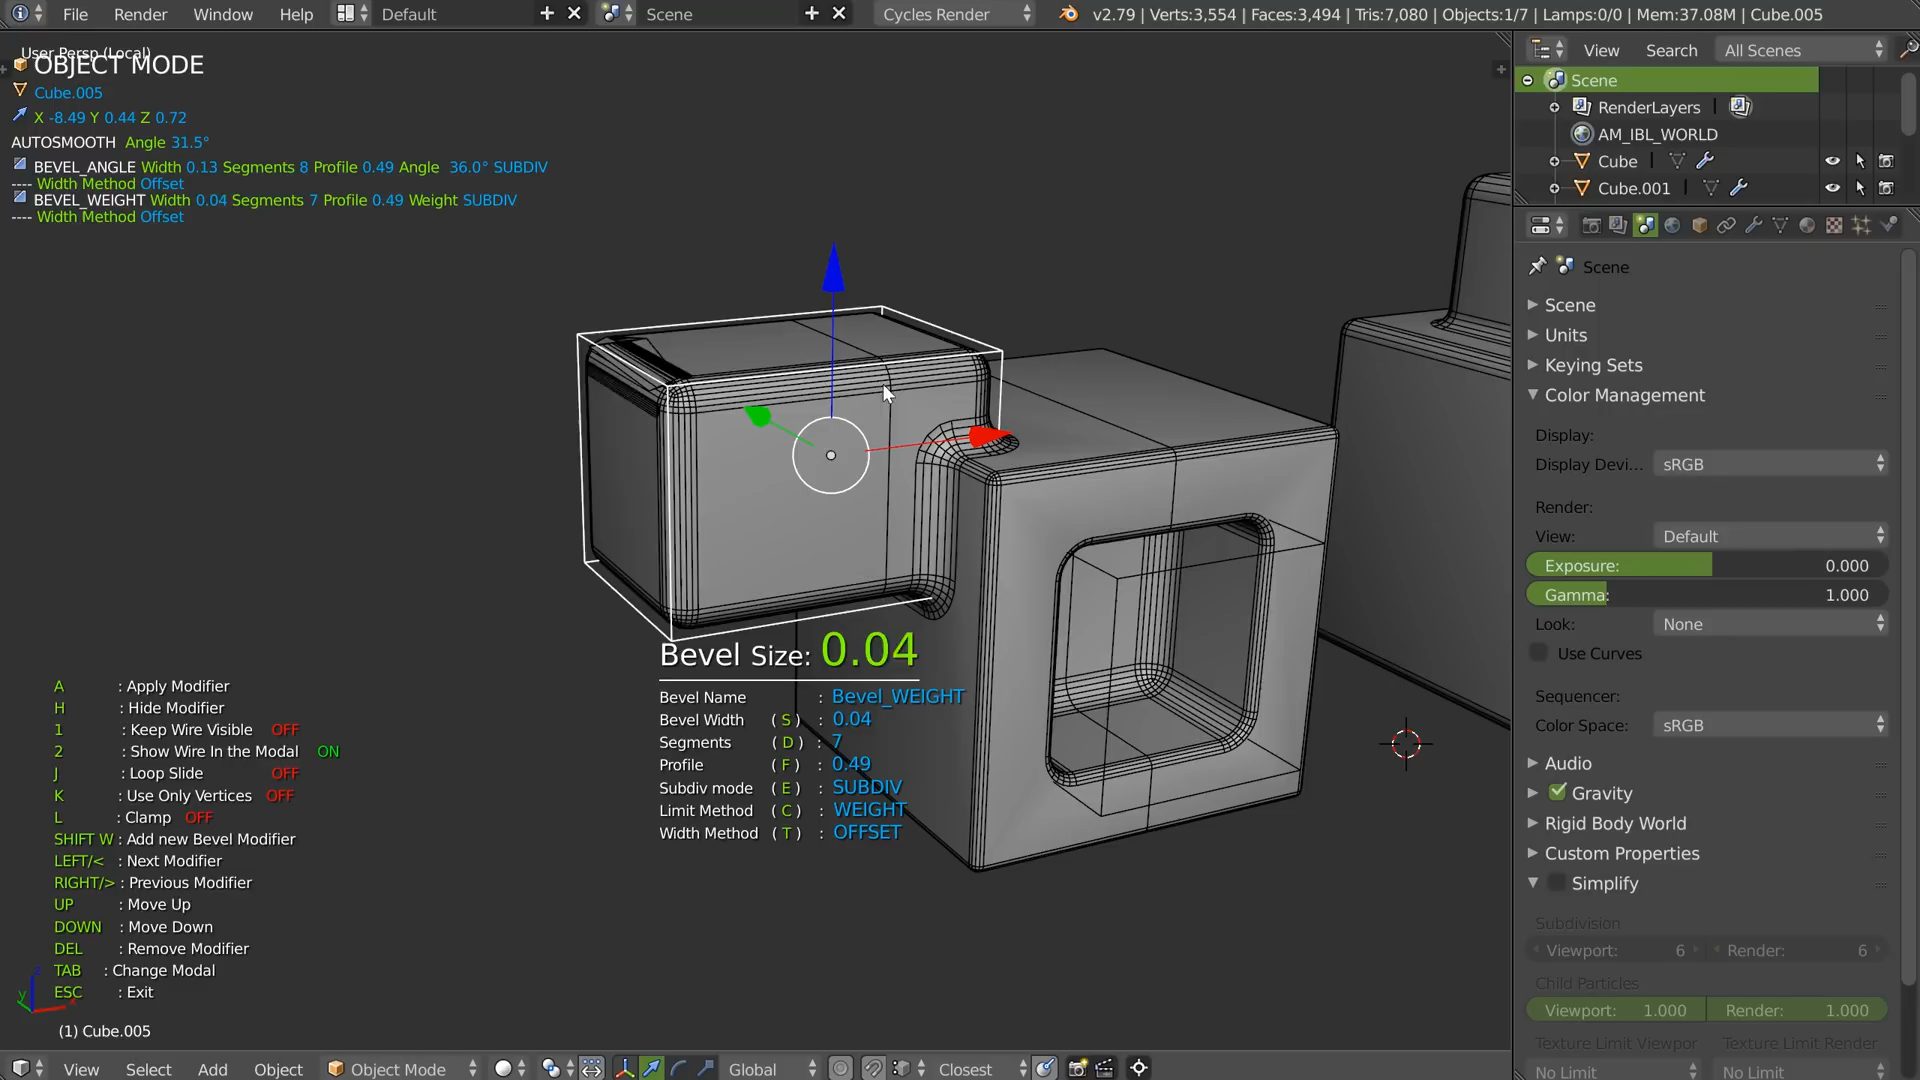 File Render Window Help Default Scene Cycles Render v2.79 | Verts:3,554 | Faces:3,494 | Tris:7,080 | Objects:1/7 | Lamps:0/0 | Mem:37.08M | Cube.005
User Persp (Local)
OBJECT MODE
Cube.005
X -8.49 Y 0.44 Z 0.72
AUTOSMOOTH Angle 31.5°
BEVEL_ANGLE Width 0.13 Segments 8 Profile 0.49 Angle 36.0° SUBDIV
---- Width Method Offset
BEVEL_WEIGHT Width 0.04 Segments 7 Profile 0.49 Weight SUBDIV
---- Width Method Offset
Bevel Size: 0.04
Bevel Name : Bevel_WEIGHT
Bevel Width ( S ) : 0.04
Segments ( D ) : 7
Profile ( F ) : 0.49
Subdiv mode ( E ) : SUBDIV
Limit Method ( C ) : WEIGHT
Width Method ( T ) : OFFSET
A : Apply Modifier
H : Hide Modifier
1 : Keep Wire Visible OFF
2 : Show Wire In the Modal ON
J : Loop Slide OFF
K : Use Only Vertices OFF
L : Clamp OFF
SHIFT W : Add new Bevel Modifier
LEFT/< : Next Modifier
RIGHT/> : Previous Modifier
UP : Move Up
DOWN : Move Down
DEL : Remove Modifier
TAB : Change Modal
ESC : Exit
z
y
x
(1) Cube.005
View Select Add Object Object Mode Global Closest
View Search All Scenes
Scene
RenderLayers
AM_IBL_WORLD
Cube
Cube.001
Scene
Scene
Units
Keying Sets
Color Management
Display:
Display Devi... sRGB
Render:
View: Default
Exposure: 0.000
Gamma: 1.000
Look: None
Use Curves
Sequencer:
Color Space: sRGB
Audio
Gravity
Rigid Body World
Custom Properties
Simplify
Subdivision
Viewport: 6 Render: 6
Child Particles
Viewport: 1.000 Render: 1.000
Texture Limit Viewpor Texture Limit Render
No Limit No Limit